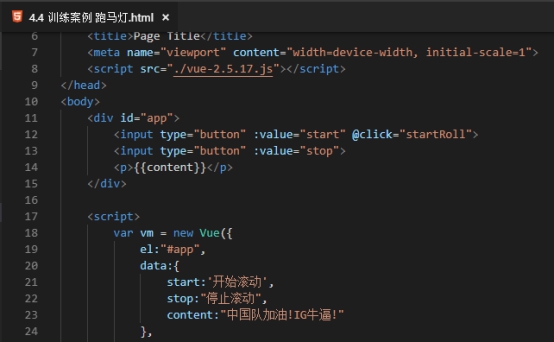 4.4 训练案例 跑马灯.html ×
6 <title>Page Title</title>
7 <meta name="viewport" content="width=device-width, initial-scale=1">
8 <script src="./vue-2.5.17.js"></script>
9 </head>
10 <body>
11 <div id="app">
12 <input type="button" :value="start" @click="startRoll">
13 <input type="button" :value="stop">
14 <p>{{content}}</p>
15 </div>
16
17 <script>
18 var vm = new Vue({
19 el:"#app",
20 data:{
21 start:'开始滚动',
22 stop:"停止滚动",
23 content:"中国队加油!IG牛逼!"
24 },